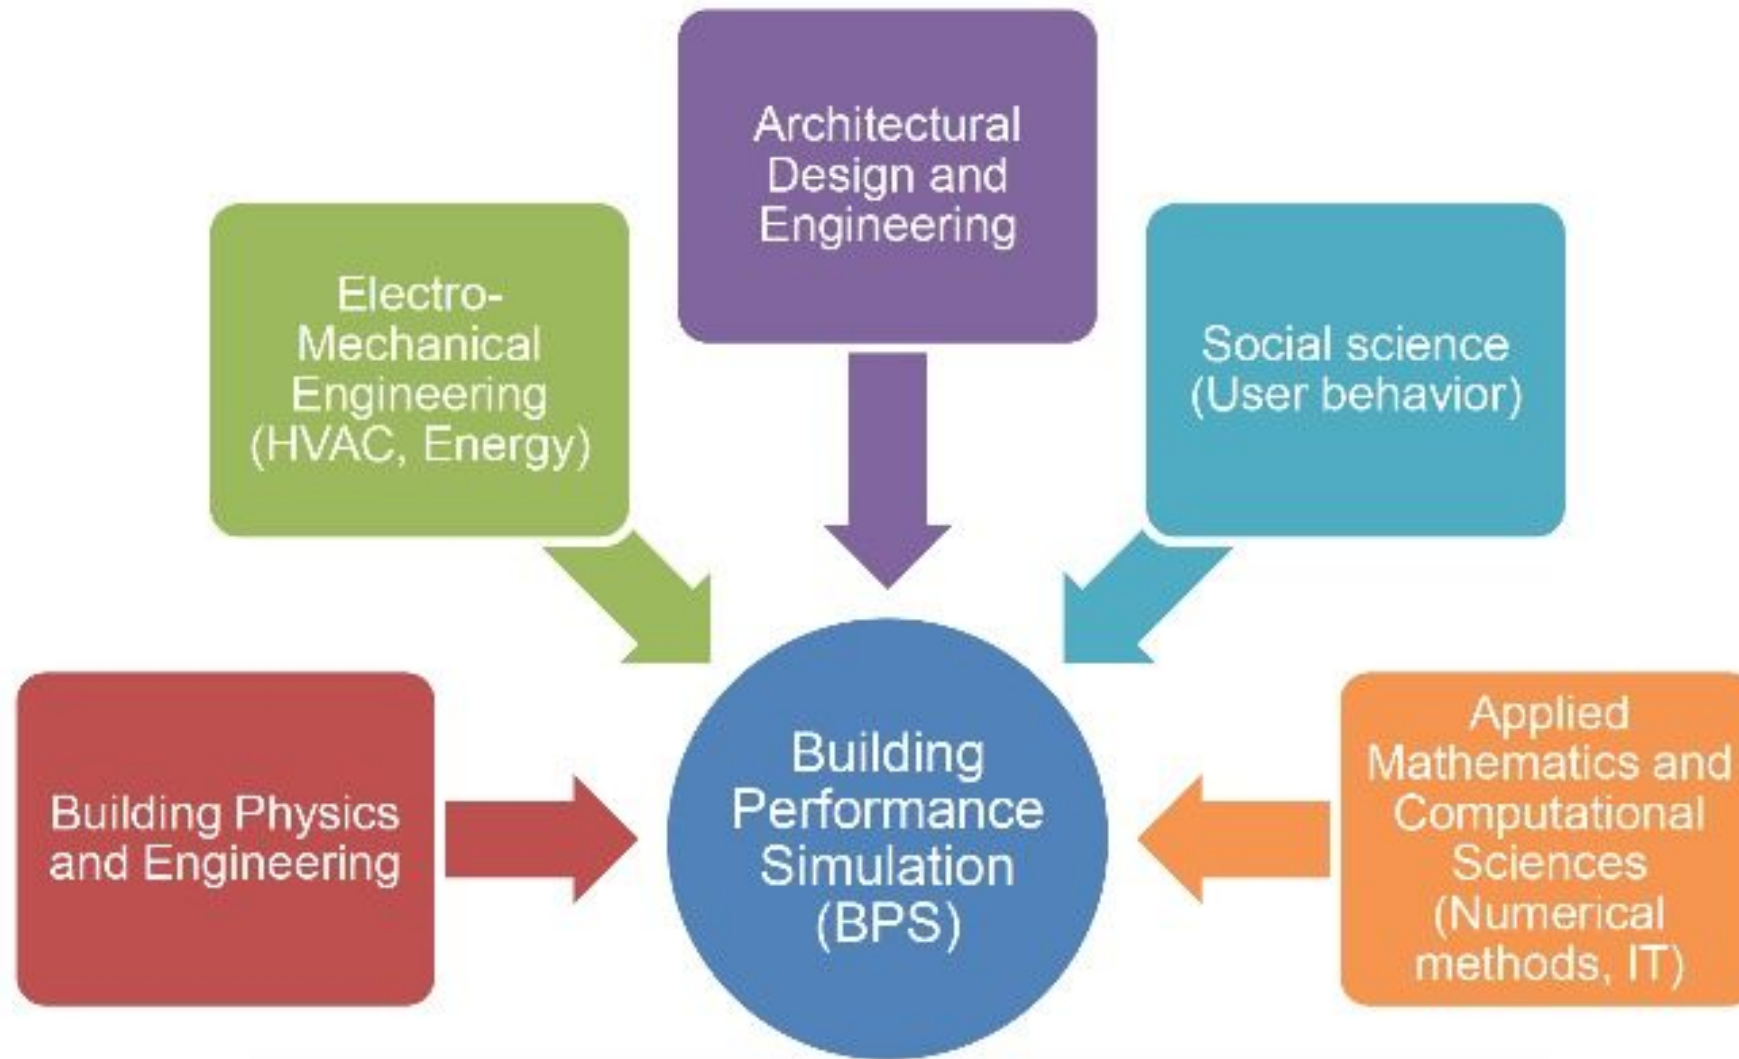 Architectural
Design and
Engineering
Electro-
Mechanical
Engineering
(HVAC, Energy)
Social science
(User behavior)
Building Physics
and Engineering
Building
Performance
Simulation
(BPS)
Applied
Mathematics and
Computational
Sciences
(Numerical
methods, IT)